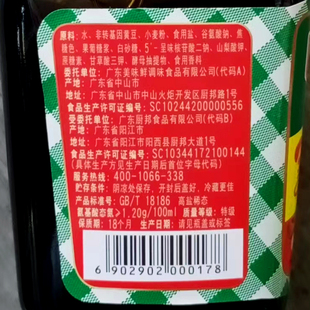 原料：水、非转基因黄豆、小麦粉、食用盐、谷氨酸钠、黑
糖色、果葡糖浆、白砂糖、5'-呈味核苷酸二钠、山梨酸钾、
蔗糖素、甘草酸三钾、酵母抽提物、食用香料
委托单位：广东美味鲜调味食品有限公司(代码A)
产地：广东省中山市
地址：广东省中山市中山火炬开发区厨邦路1号
食品生产许可证编号：SC10244200000556
受委托单位：广东厨邦食品有限公司(代码B)
产地：广东省阳江市
地址：广东省阳江市阳西县厨邦大道1号
食品生产许可证编号：SC10344172100144
(具体生产方见生产日期后首位字母代码)
服务热线：400-1066-338
贮存条件：阴凉处保存，开封后盖好，冷藏更佳
产品标准号：GB/T 18186 高盐稀态
氨基酸态氮≥1.20g/100ml 质量等级：特级
保质期：18个月 生产日期：请见瓶盖或标签
6 902902 000178